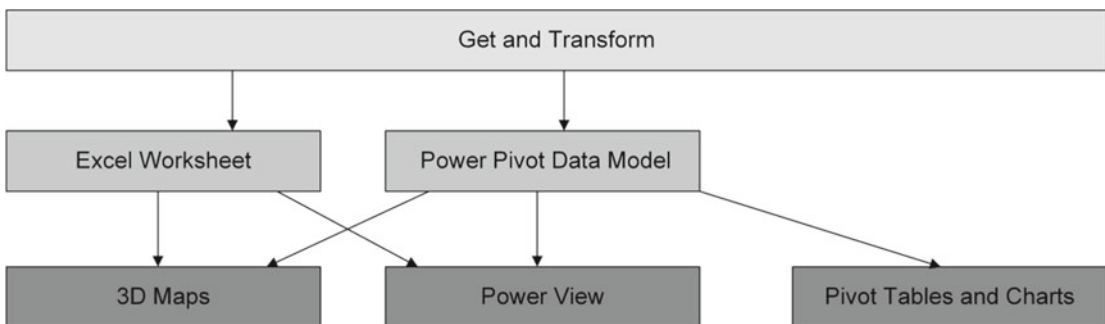 Get and Transform
Excel Worksheet
Power Pivot Data Model
3D Maps
Power View
Pivot Tables and Charts